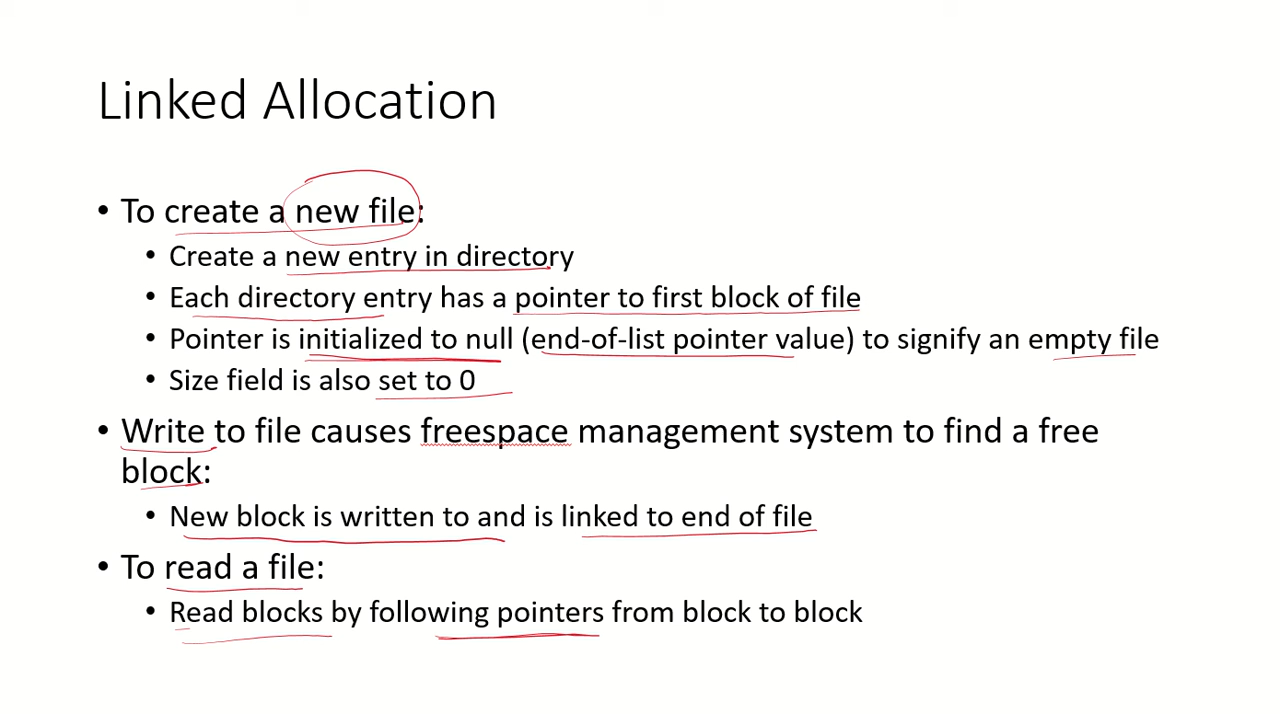 Linked Allocation
• To create a new file:
• Create a new entry in directory
• Each directory entry has a pointer to first block of file
• Pointer is initialized to null (end-of-list pointer value) to signify an empty file
• Size field is also set to 0
• Write to file causes freespace management system to find a free
block:
• New block is written to and is linked to end of file
• To read a file:
• Read blocks by following pointers from block to block